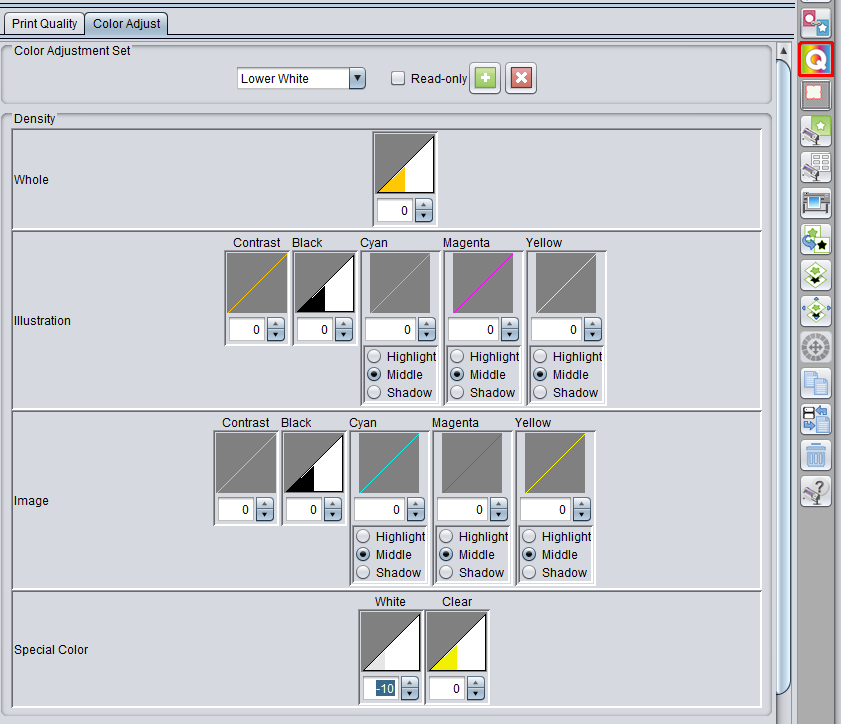 Print Quality Color Adjust
Color Adjustment Set
Lower White Read-only
Density
Whole
0
Contrast Black Cyan Magenta Yellow
Illustration
0 0 0 0 0
Highlight Highlight Highlight
Middle Middle Middle
Shadow Shadow Shadow
Contrast Black Cyan Magenta Yellow
Image
0 0 0 0 0
Highlight Highlight Highlight
Middle Middle Middle
Shadow Shadow Shadow
White Clear
Special Color
-10 0
Q
?